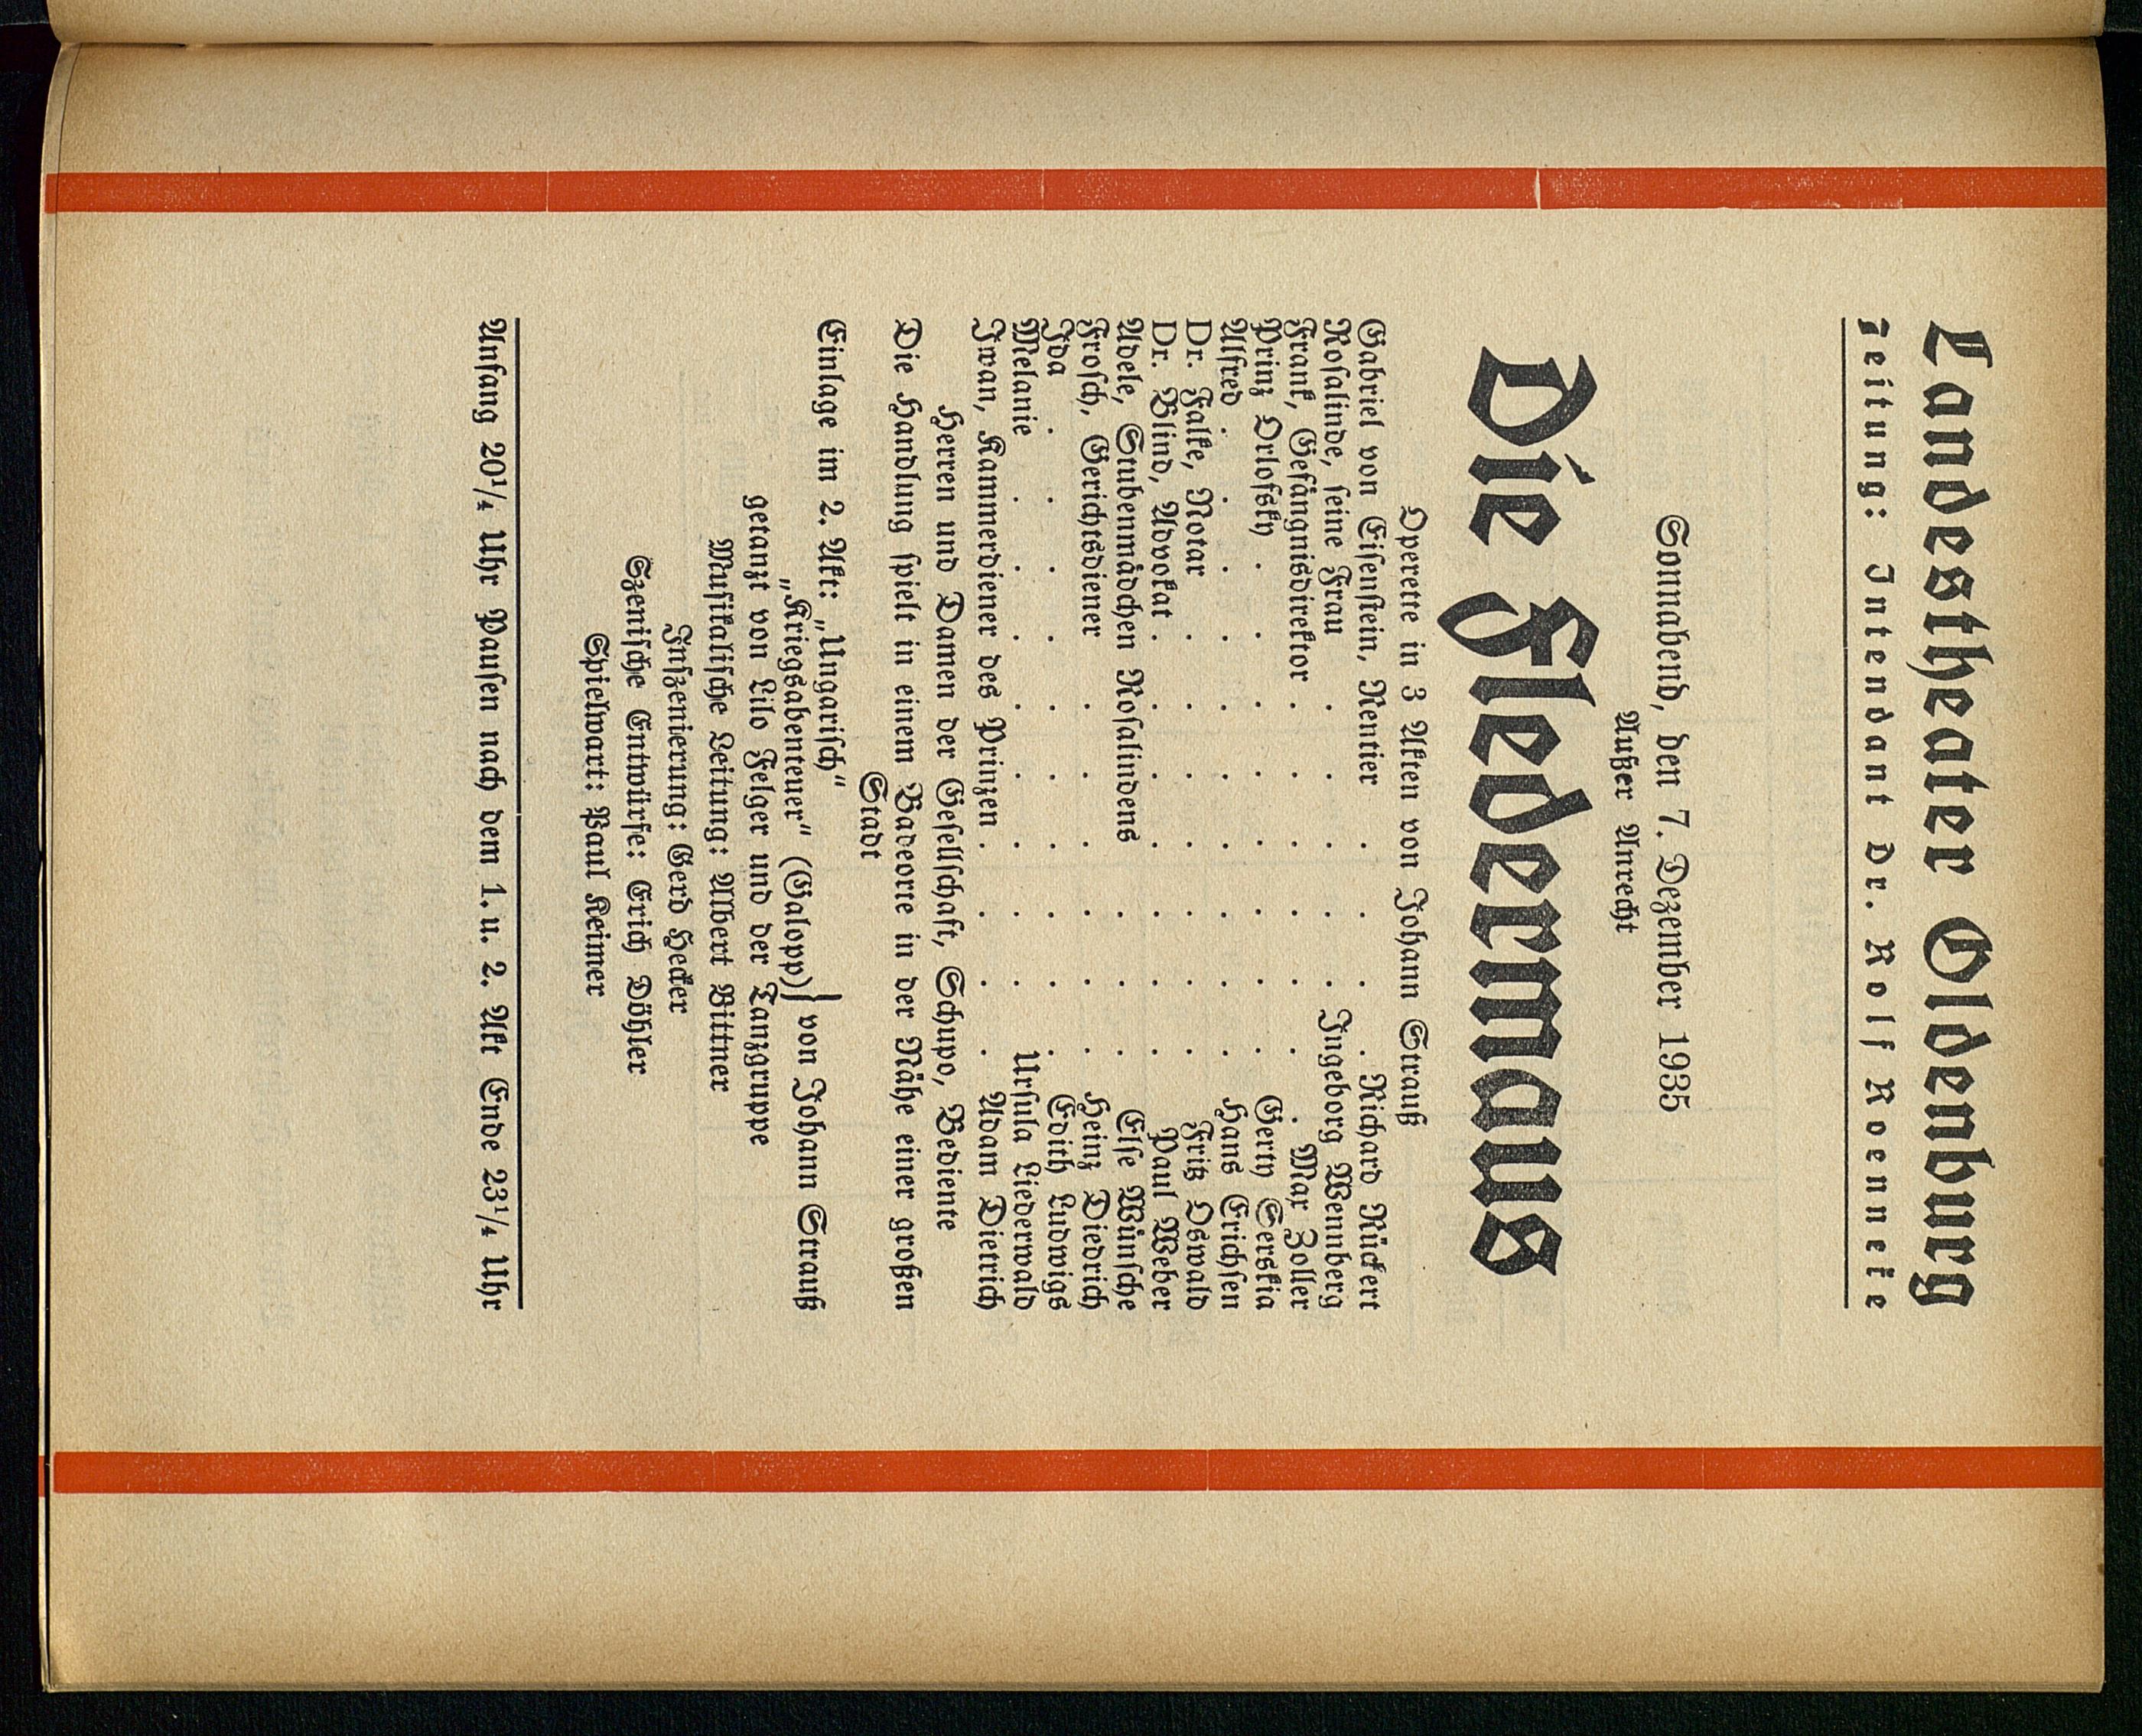 Landestheater Oldenburg
Leitung: Intendant Dr. Rolf Roenneke
Sonnabend, den 7. Dezember 1935
Außer Anrecht
Die Fledermaus
Operette in 3 Akten von Johann Strauß
Gabriel von Eisenstein, Rentier . . . . Richard Rückert
Rosalinde, seine Frau . . . . . Ingeborg Wennberg
Frank, Gefängnisdirektor . . . . . . . Max Zoller
Prinz Orlofsky . . . . . . . . Gerty Serskia
Alfred . . . . . . . . . . Hans Erichsen
Dr. Falke, Notar . . . . . . . Fritz Oswald
Dr. Blind, Advokat . . . . . . . Paul Weber
Adele, Stubenmädchen Rosalindens . . . . Else Wünsche
Frosch, Gerichtsdiener . . . . . . Heinz Diedrich
Ida . . . . . . . . . . Edith Ludwigs
Melanie . . . . . . . . Ursula Liederwald
Iwan, Kammerdiener des Prinzen . . . . Adam Dietrich
Herren und Damen der Gesellschaft, Schupo, Bediente
Die Handlung spielt in einem Badeorte in der Nähe einer großen
Stadt
Einlage im 2. Akt: „Ungarisch“
„Kriegsabenteuer“ (Galopp)} von Johann Strauß
getanzt von Lilo Felger und der Tanzgruppe
Musikalische Leitung: Albert Bittner
Inszenierung: Gerd Hecker
Szenische Entwürfe: Erich Döhler
Spielwart: Paul Keimer
Anfang 20¹/₄ Uhr Pausen nach dem 1. u. 2. Akt Ende 23¹/₄ Uhr